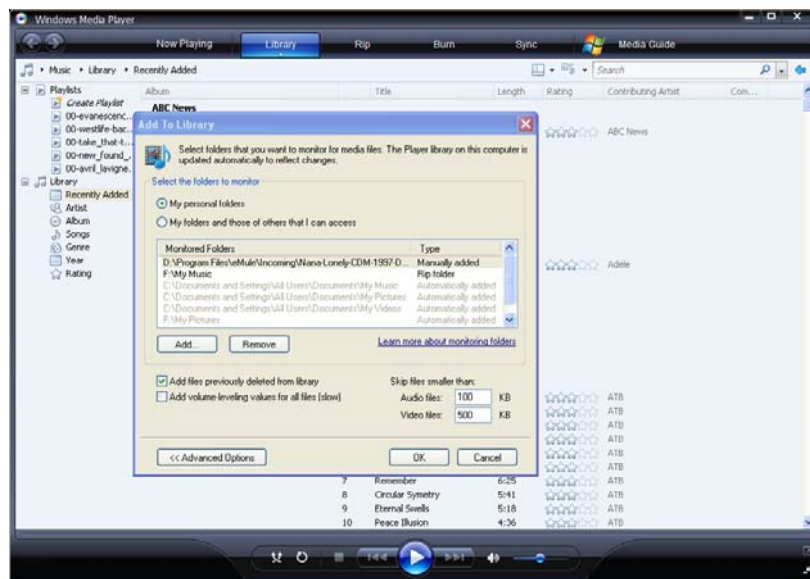 Windows Media Player
Now Playing Library Rip Burn Sync Media Guide
Music Library Recently Added Search
Playlists Album Title Length Rating Contributing Artist Com...
Create Playlist ABC News
00-evanescenc...
00-westlife-bac...
00-take_that-t...
00-new_found_...
00-avril_lavigne...
Library
Recently Added
Artist
Album
Songs
Genre
Year
Rating
Add To Library
Select folders that you want to monitor for media files. The Player library on this computer is
updated automatically to reflect changes.
Select the folders to monitor
My personal folders
My folders and those of others that I can access
Monitored Folders Type
D:\Program Files\eMule\Incoming\Nana-Lonely-CDM-1997-D... Manually added
F:\My Music Rip folder
C:\Documents and Settings\All Users\Documents\My Music Automatically added
C:\Documents and Settings\All Users\Documents\My Pictures Automatically added
C:\Documents and Settings\All Users\Documents\My Videos Automatically added
F:\My Pictures Automatically added
Add... Remove Learn more about monitoring folders
Add files previously deleted from library Skip files smaller than:
Add volume-leveling values for all files (slow) Audio files: 100 KB
Video files: 500 KB
<< Advanced Options OK Cancel
ABC News
Adele
ATB
ATB
ATB
ATB
ATB
ATB
7 Remember 6:25 ATB
8 Circular Symetry 5:41 ATB
9 Eternal Swells 5:18 ATB
10 Peace Illusion 4:36 ATB